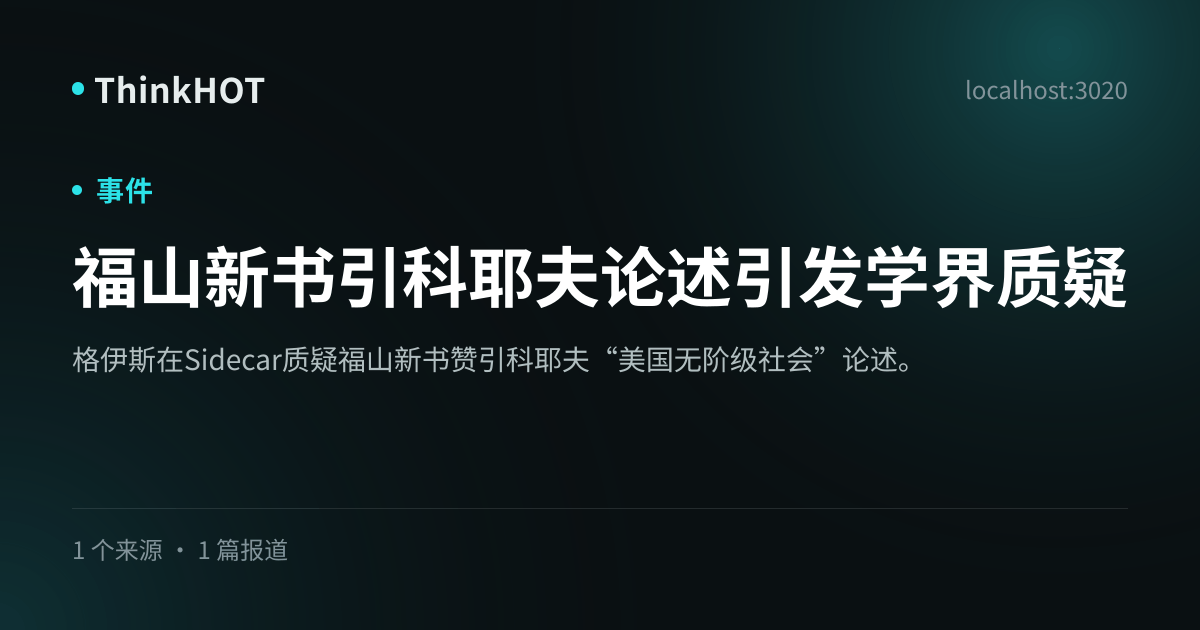 ThinkHOT
localhost:3020
事件
福山新书引科耶夫论述引发学界质疑
格伊斯在Sidecar质疑福山新书赞引科耶夫“美国无阶级社会”论述。
1 个来源 · 1 篇报道